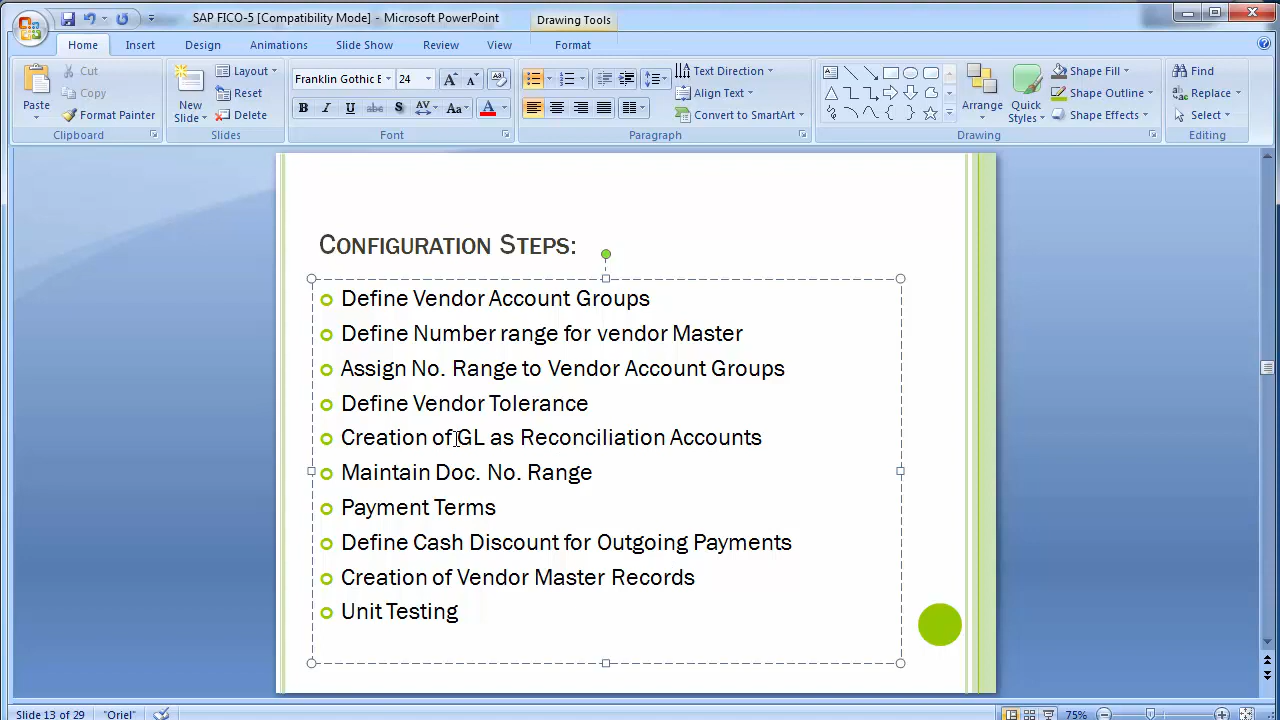 SAP FICO-5 [Compatibility Mode] - Microsoft PowerPoint
Drawing Tools
Home Insert Design Animations Slide Show Review View Format
Paste
Cut
Copy
Format Painter
Clipboard
New Slide
Layout
Reset
Delete
Slides
Franklin Gothic E 24
B I U abc S AV Aa A
Font
Text Direction
Align Text
Convert to SmartArt
Paragraph
Arrange
Quick Styles
Shape Fill
Shape Outline
Shape Effects
Drawing
Find
Replace
Select
Editing
CONFIGURATION STEPS:
Define Vendor Account Groups
Define Number range for vendor Master
Assign No. Range to Vendor Account Groups
Define Vendor Tolerance
Creation of GL as Reconciliation Accounts
Maintain Doc. No. Range
Payment Terms
Define Cash Discount for Outgoing Payments
Creation of Vendor Master Records
Unit Testing
Slide 13 of 29 "Oriel" 75%